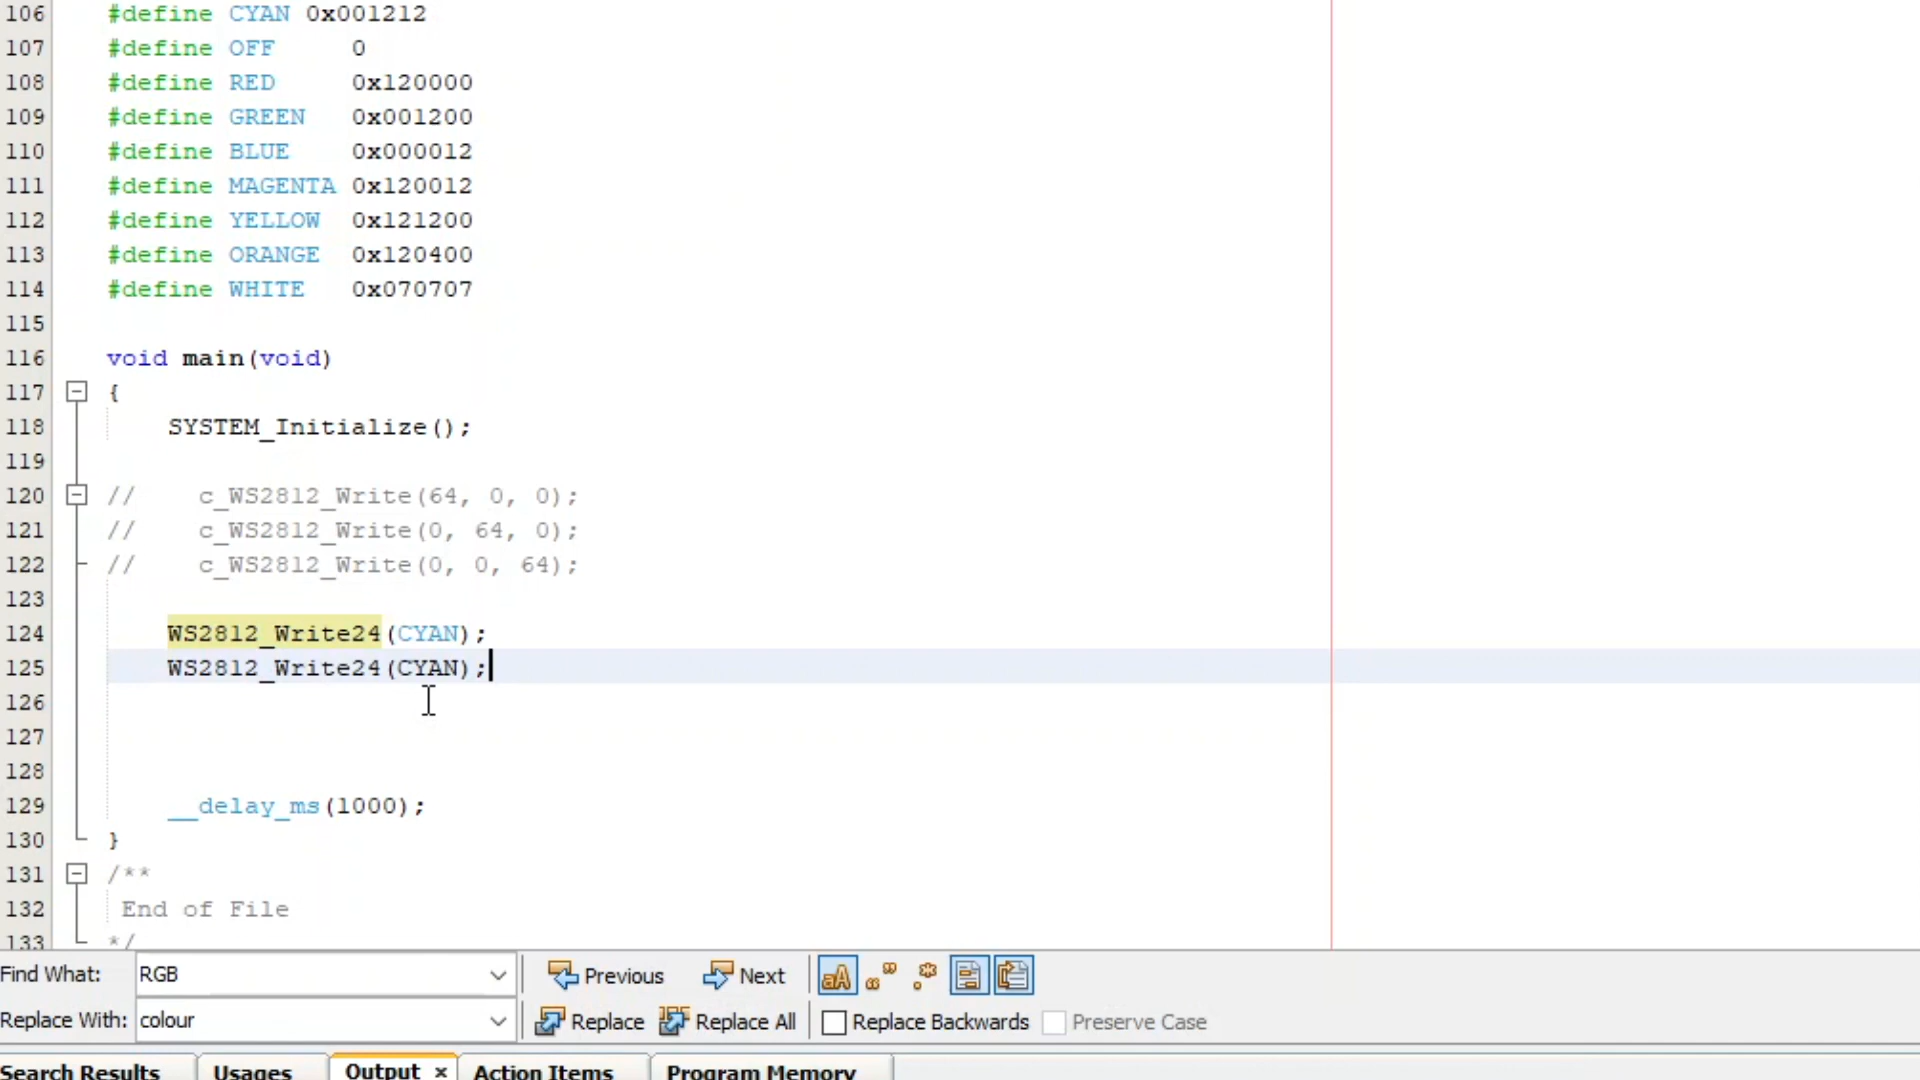 106 #define CYAN 0x001212
107 #define OFF 0
108 #define RED 0x120000
109 #define GREEN 0x001200
110 #define BLUE 0x000012
111 #define MAGENTA 0x120012
112 #define YELLOW 0x121200
113 #define ORANGE 0x120400
114 #define WHITE 0x070707
115
116 void main(void)
117 {
118 SYSTEM_Initialize();
119
120 // c_WS2812_Write(64, 0, 0);
121 // c_WS2812_Write(0, 64, 0);
122 // c_WS2812_Write(0, 0, 64);
123
124 WS2812_Write24(CYAN);
125 WS2812_Write24(CYAN);
126
127
128
129 __delay_ms(1000);
130 }
131 /**
132 End of File
133 */
Find What: RGB Previous Next
Replace With: colour Replace Replace All Replace Backwards Preserve Case
Search Results Usages Output × Action Items Program Memory